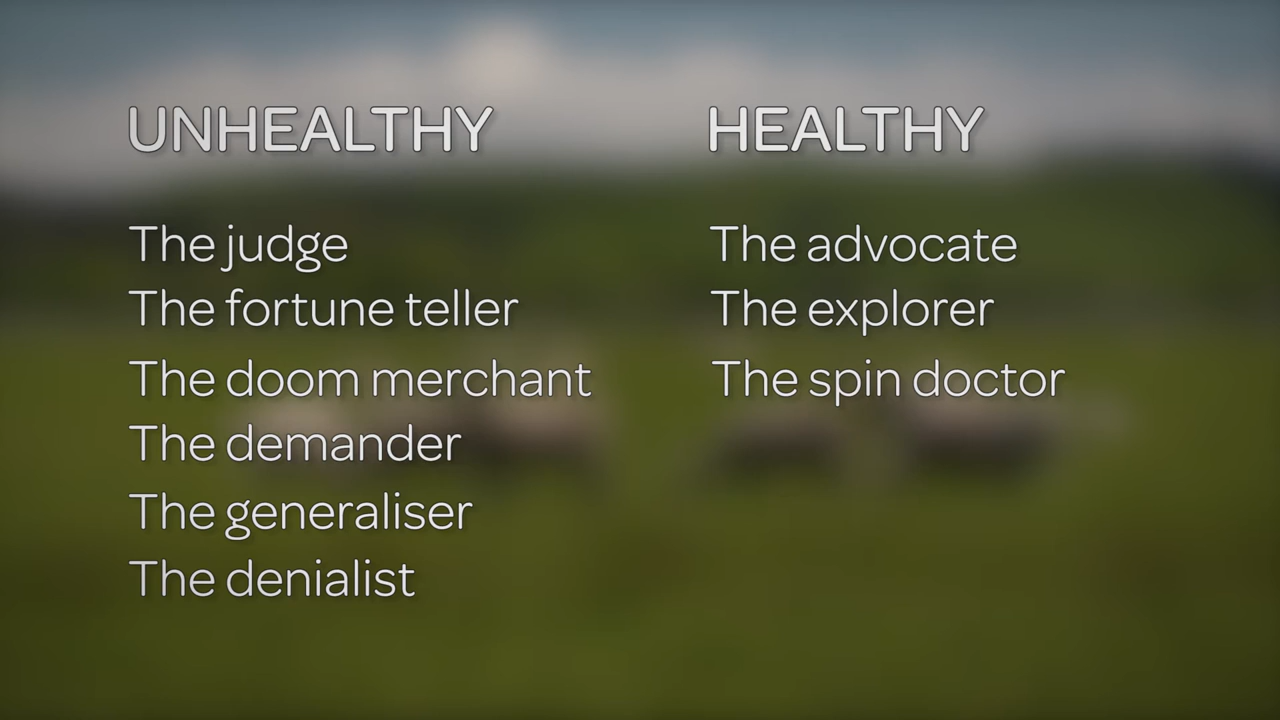 UNHEALTHY
The judge
The fortune teller
The doom merchant
The demander
The generaliser
The denialist
HEALTHY
The advocate
The explorer
The spin doctor